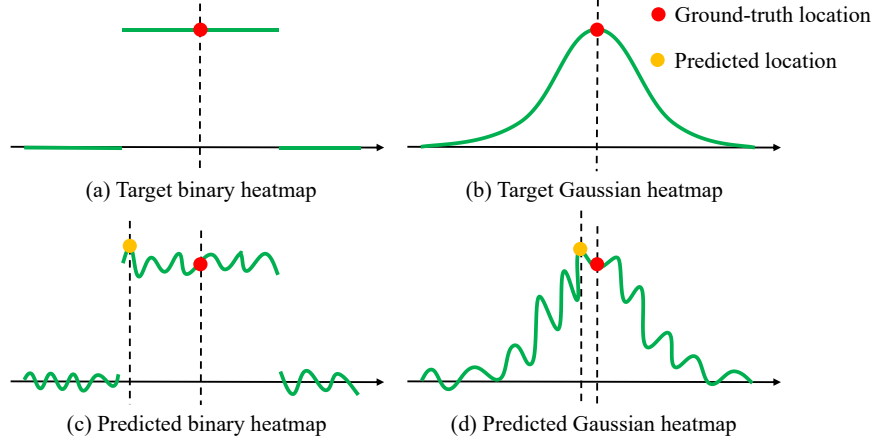 Ground-truth location
Predicted location
(a) Target binary heatmap
(b) Target Gaussian heatmap
(c) Predicted binary heatmap
(d) Predicted Gaussian heatmap